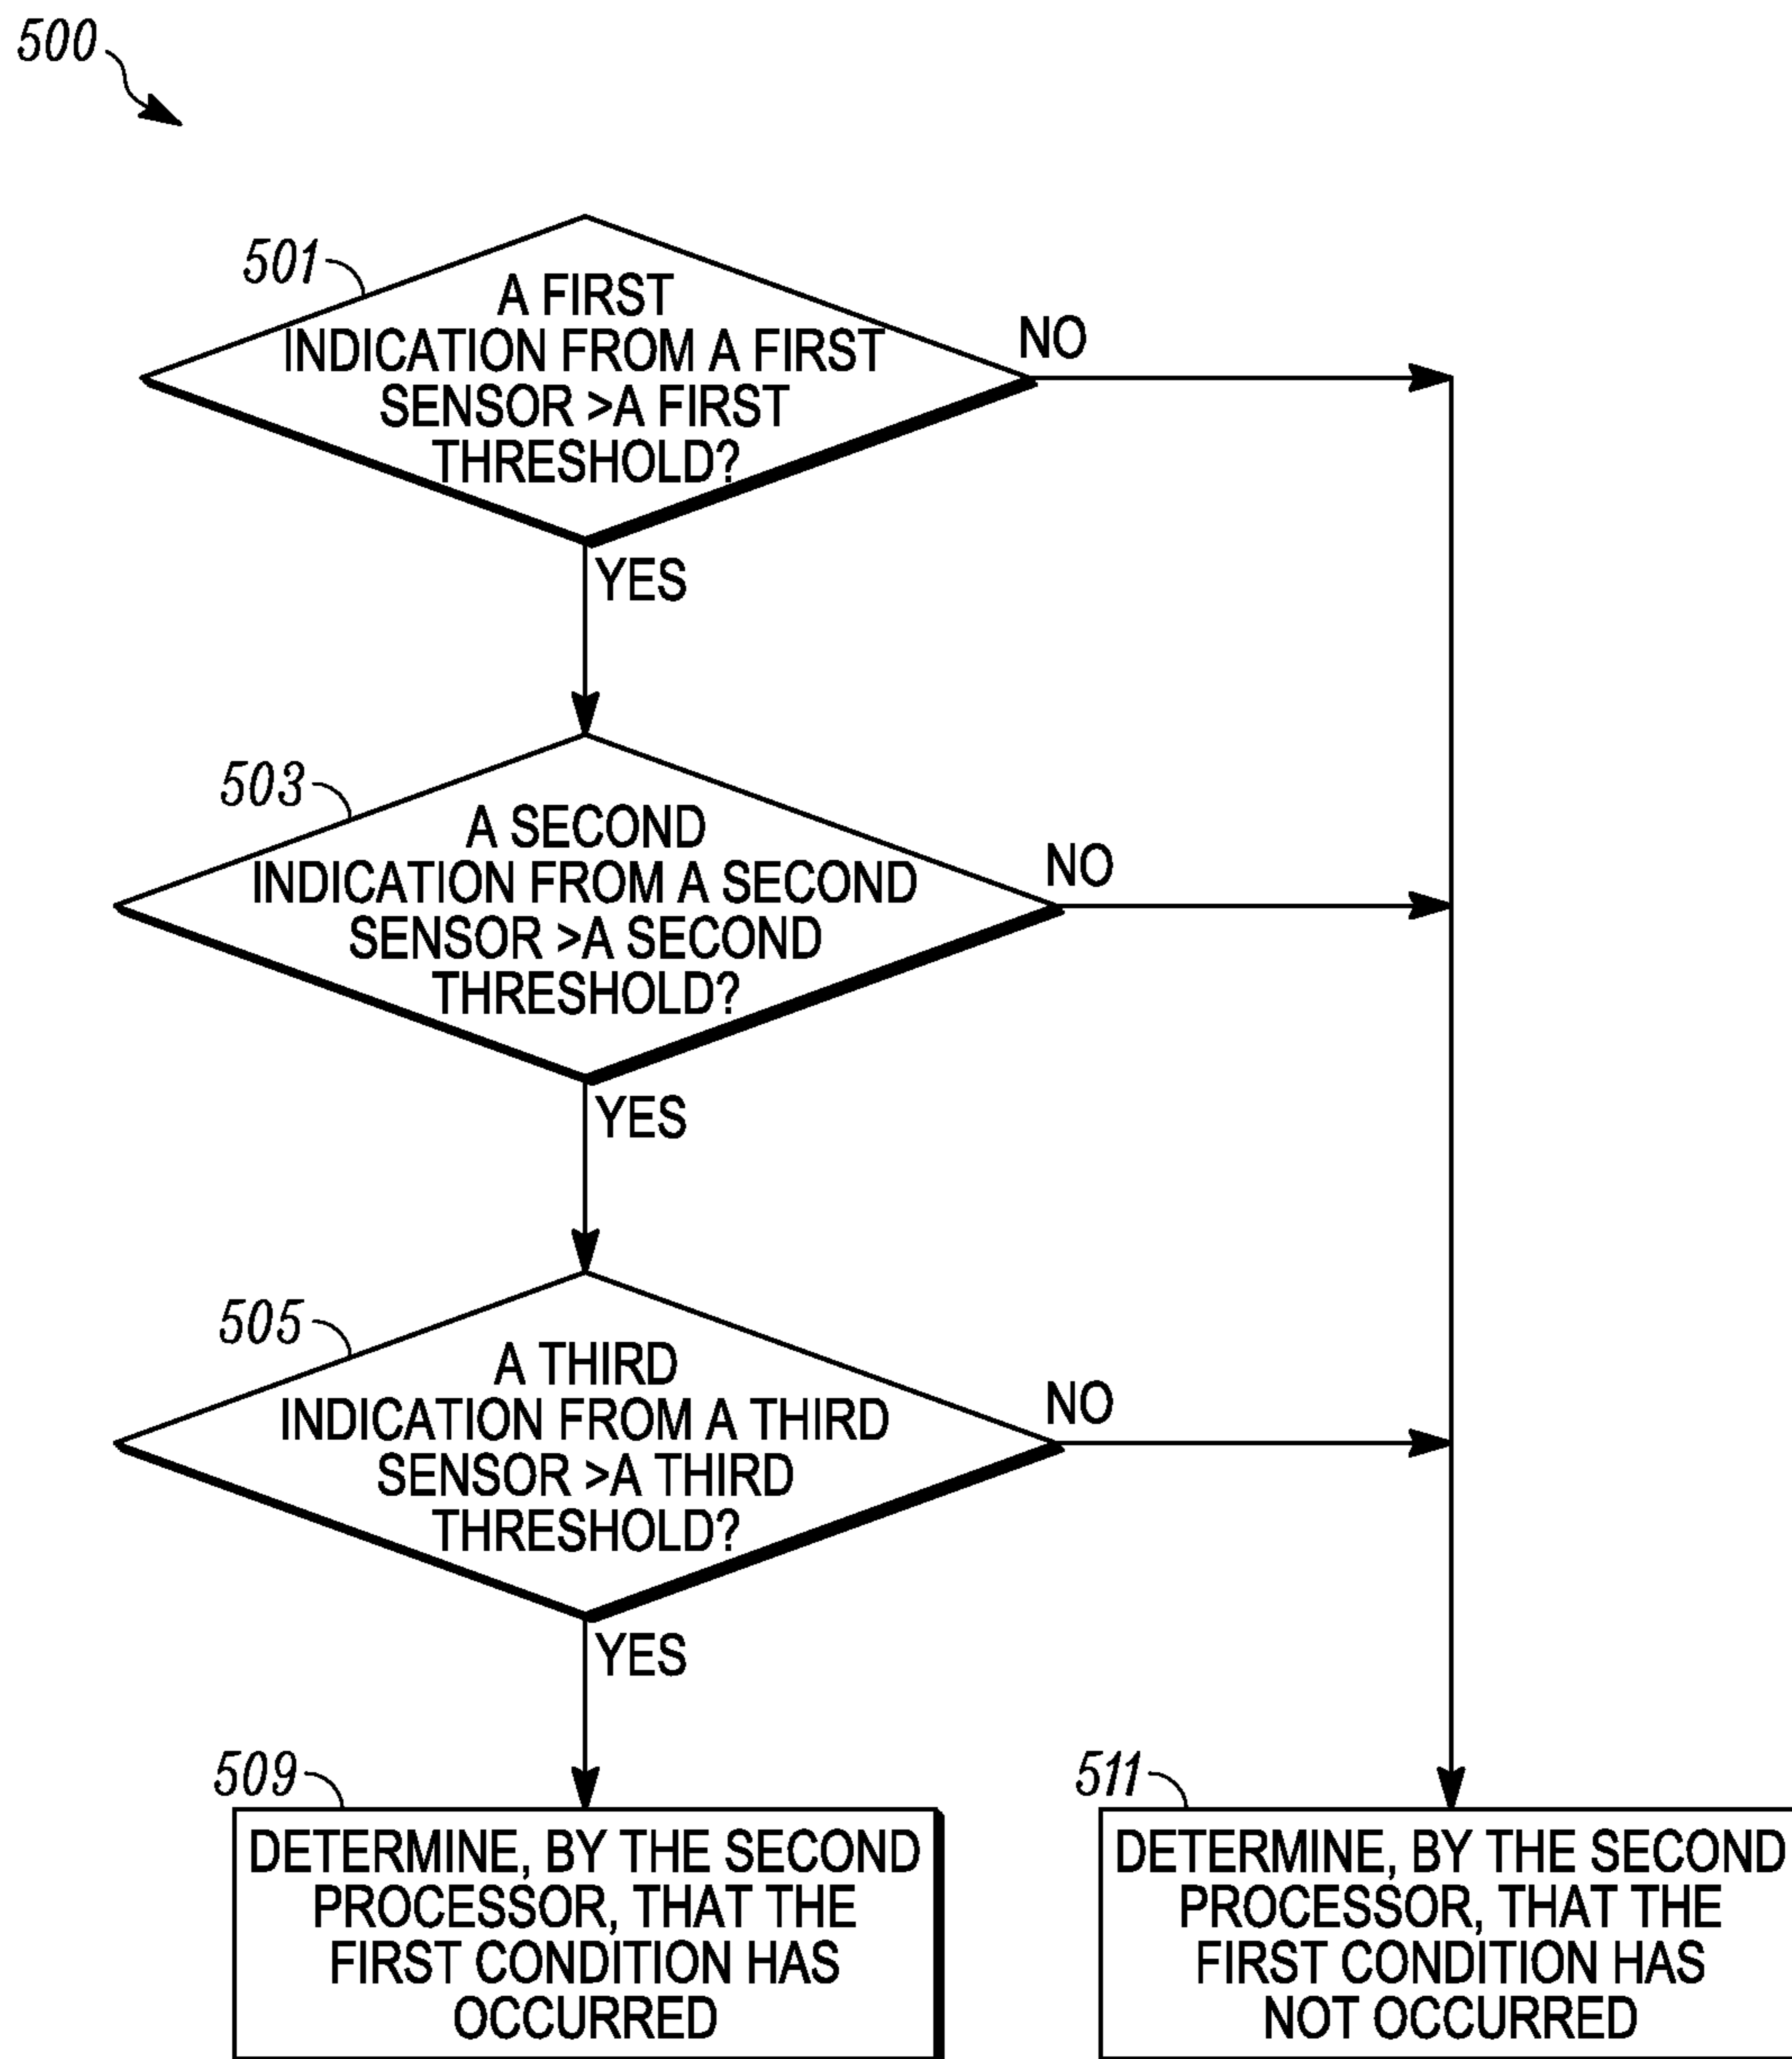 500
501
A FIRST
INDICATION FROM A FIRST
SENSOR >A FIRST
THRESHOLD?
NO
YES
503
A SECOND
INDICATION FROM A SECOND
SENSOR >A SECOND
THRESHOLD?
NO
YES
505
A THIRD
INDICATION FROM A THIRD
SENSOR >A THIRD
THRESHOLD?
NO
YES
509
DETERMINE, BY THE SECOND
PROCESSOR, THAT THE
FIRST CONDITION HAS
OCCURRED
511
DETERMINE, BY THE SECOND
PROCESSOR, THAT THE
FIRST CONDITION HAS
NOT OCCURRED